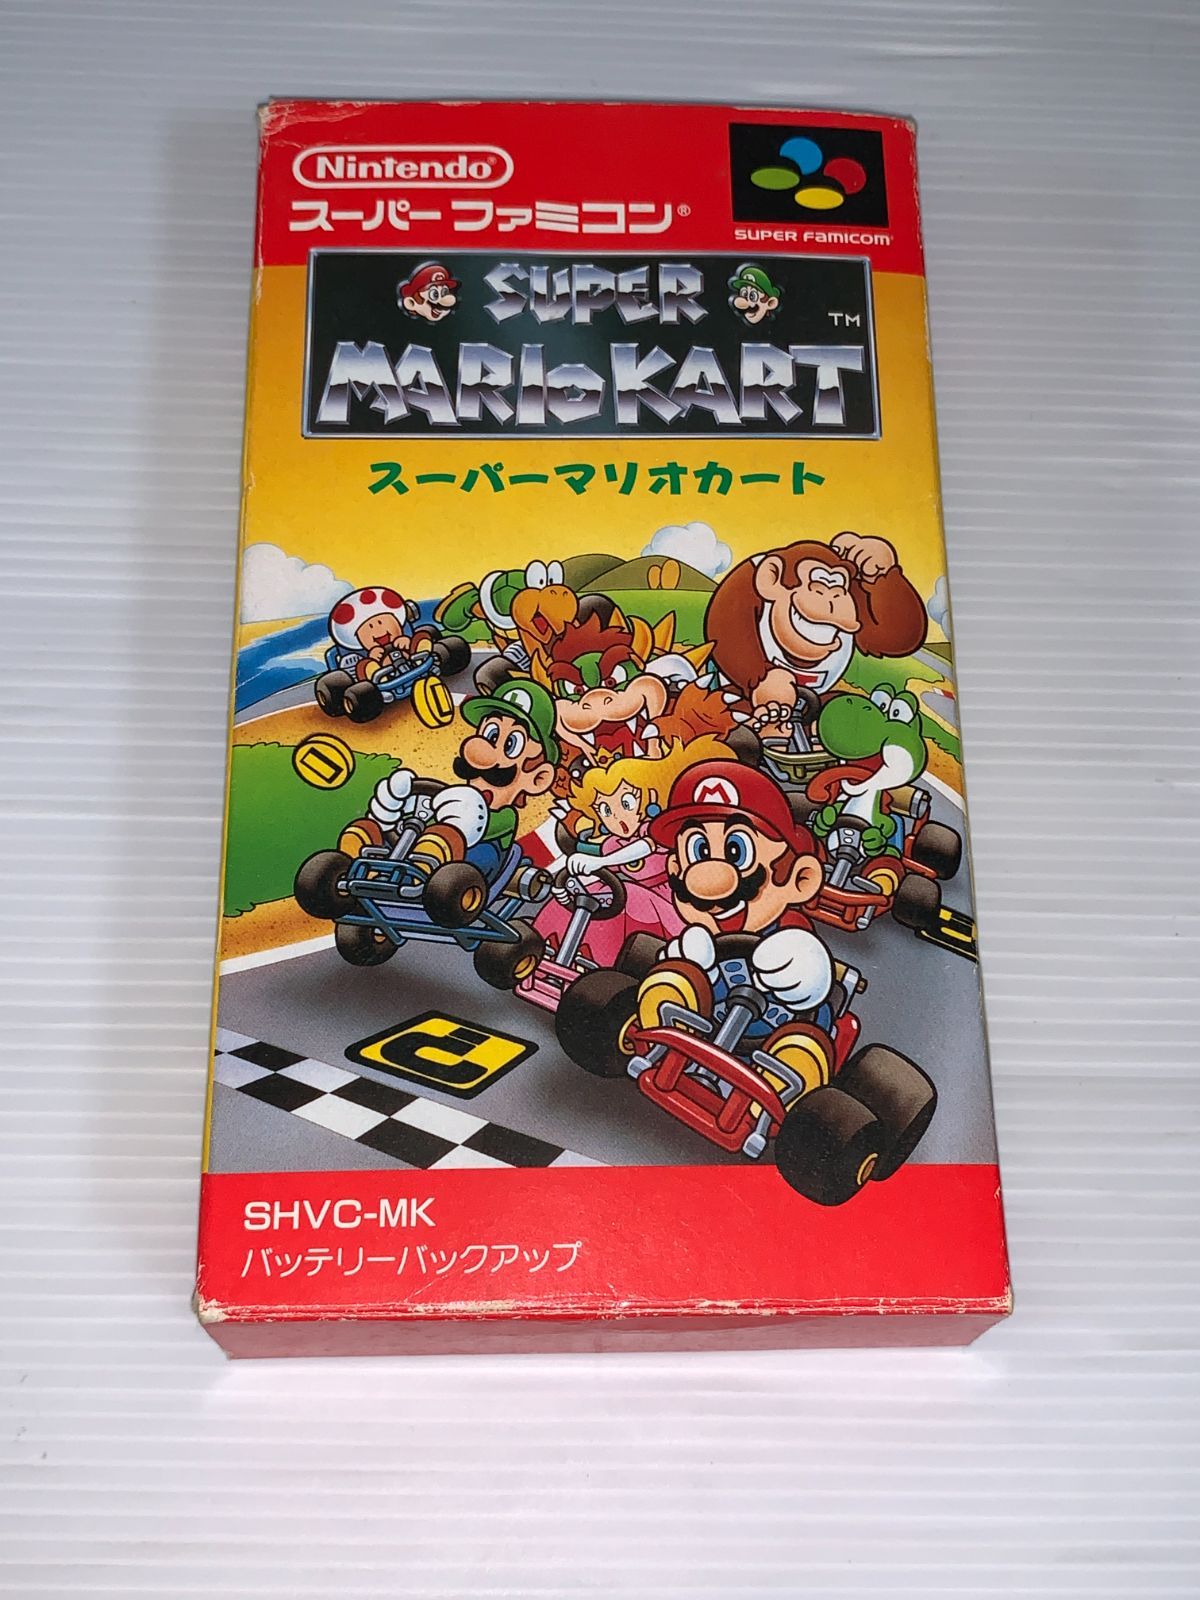 Nintendo®
スーパーファミコン®
SUPER FAMICOM
SUPER
MARIO KART
TM
スーパーマリオカート
M
SHVC-MK
バッテリーバックアップ